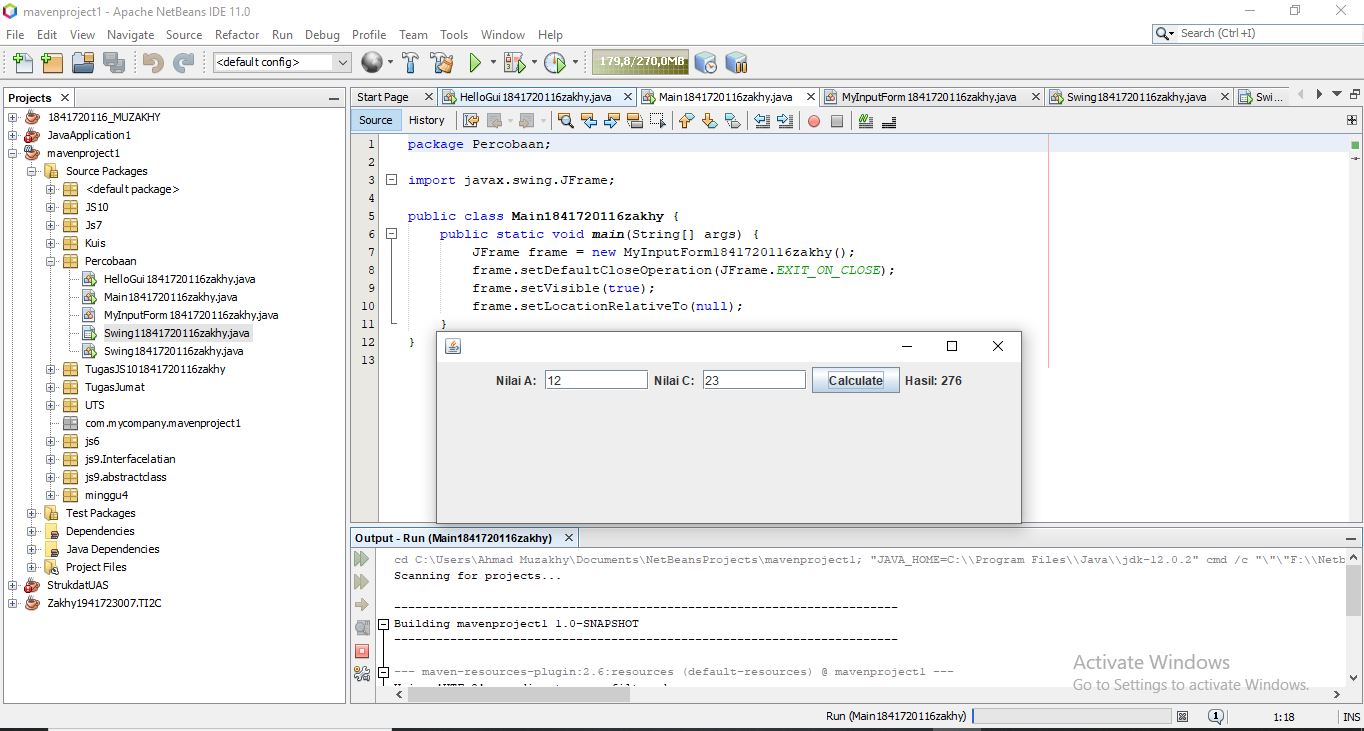 mavenproject1 - Apache NetBeans IDE 11.0
File Edit View Navigate Source Refactor Run Debug Profile Team Tools Window Help
Search (Ctrl+I)
<default config>
179,8/270,0MB
Projects
Start Page
HelloGui1841720116zakhy.java
Main1841720116zakhy.java
MyInputForm1841720116zakhy.java
Swing1841720116zakhy.java
Swi...
Source History
1841720116_MUZAKHY
JavaApplication1
mavenproject1
Source Packages
<default package>
JS10
Js7
Kuis
Percobaan
HelloGui1841720116zakhy.java
Main1841720116zakhy.java
MyInputForm1841720116zakhy.java
Swing11841720116zakhy.java
Swing1841720116zakhy.java
TugasJS101841720116zakhy
TugasJumat
UTS
com.mycompany.mavenproject1
js6
js9.Interfacelatian
js9.abstractclass
minggu4
Test Packages
Dependencies
Java Dependencies
Project Files
StrukdatUAS
Zakhy1941723007.TI2C
1 package Percobaan;
2
3 import javax.swing.JFrame;
4
5 public class Main1841720116zakhy {
6 public static void main(String[] args) {
7 JFrame frame = new MyInputForm1841720116zakhy();
8 frame.setDefaultCloseOperation(JFrame.EXIT_ON_CLOSE);
9 frame.setVisible(true);
10 frame.setLocationRelativeTo(null);
11 }
12 }
13
Nilai A: 12 Nilai C: 23 Calculate Hasil: 276
Output - Run (Main1841720116zakhy)
cd C:\Users\Ahmad Muzakhy\Documents\NetBeansProjects\mavenproject1; "JAVA_HOME=C:\\Program Files\\Java\\jdk-12.0.2" cmd /c "\"\"F:\\Netb
Scanning for projects...
------------------------------------------------------------------------
Building mavenproject1 1.0-SNAPSHOT
------------------------------------------------------------------------
--- maven-resources-plugin:2.6:resources (default-resources) @ mavenproject1 ---
Activate Windows
Go to Settings to activate Windows.
Run (Main1841720116zakhy)
1
1:18
INS